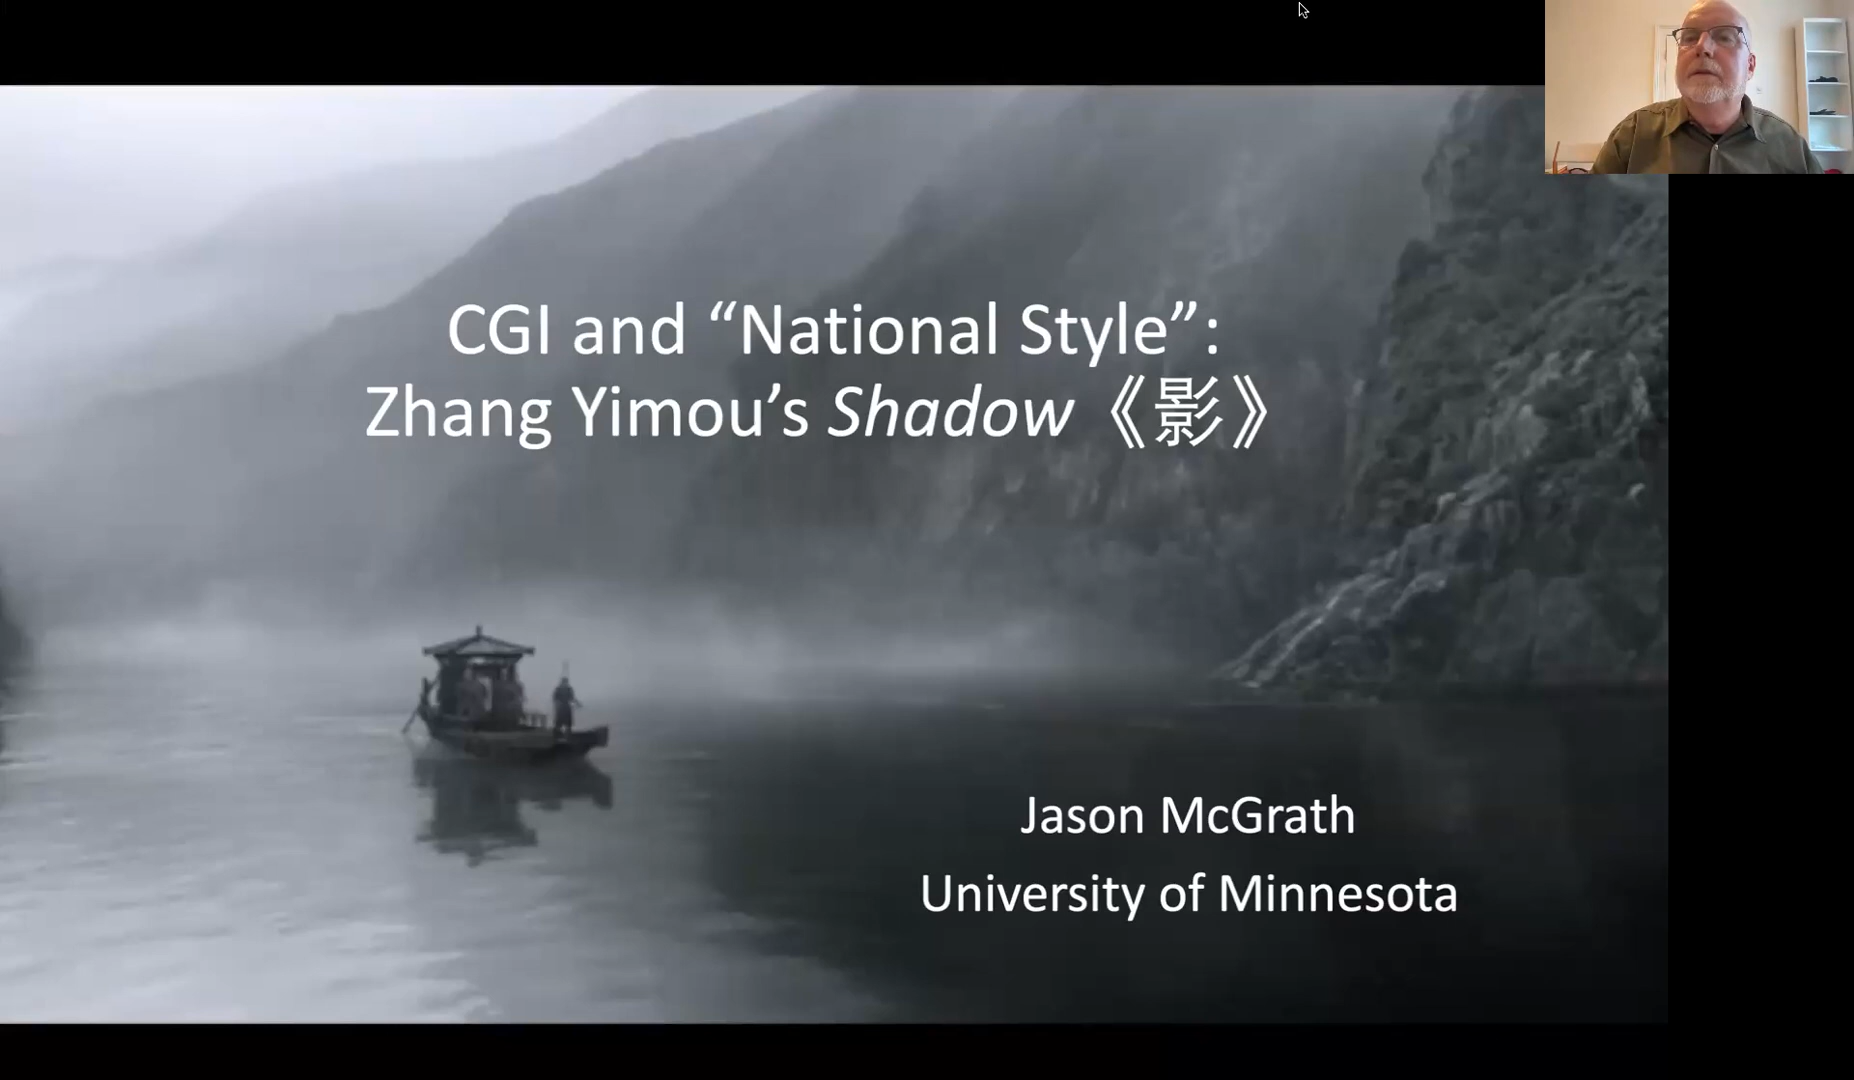 CGI and “National Style”:
Zhang Yimou’s Shadow《影》
Jason McGrath
University of Minnesota